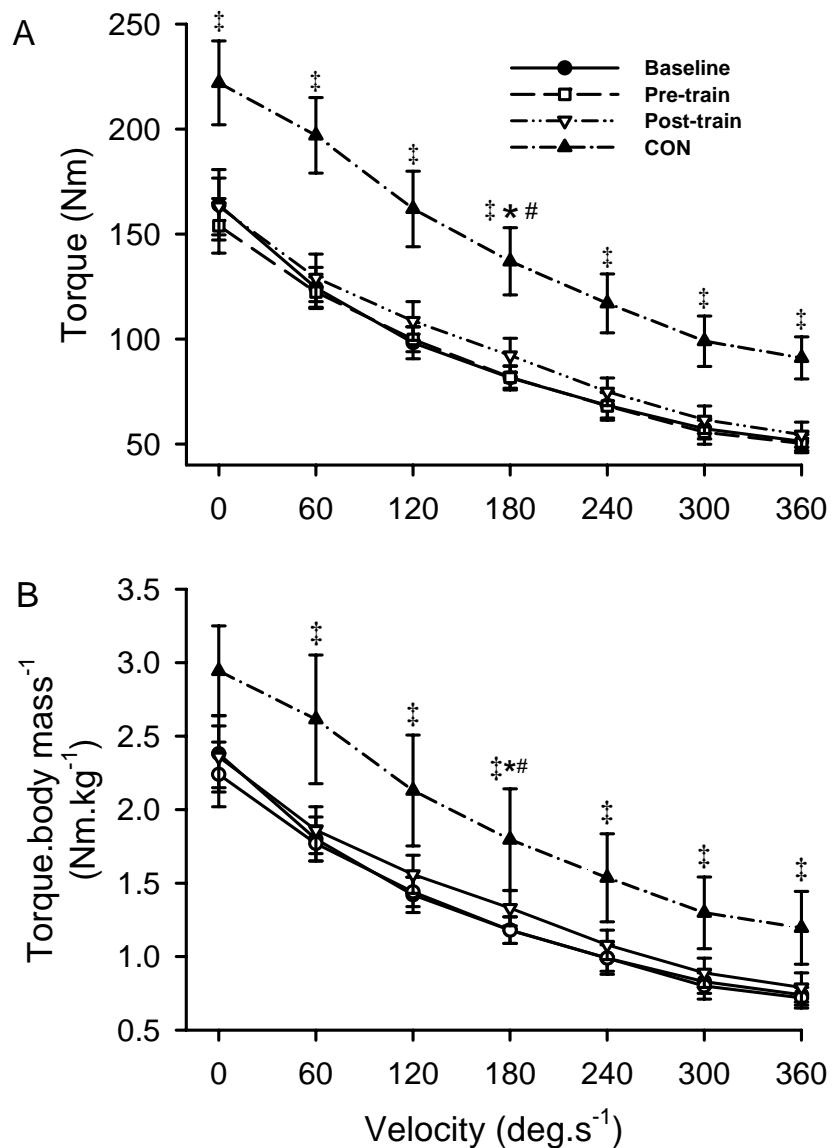 A
‡ ‡ ‡ ‡ * # ‡ ‡ ‡
250
200
150
100
50
Torque (Nm)
Baseline
Pre-train
Post-train
CON
0 60 120 180 240 300 360
B
‡ ‡ ‡*# ‡ ‡ ‡
3.5
3.0
2.5
2.0
1.5
1.0
0.5
Torque.body mass⁻¹
(Nm.kg⁻¹)
0 60 120 180 240 300 360
Velocity (deg.s⁻¹)